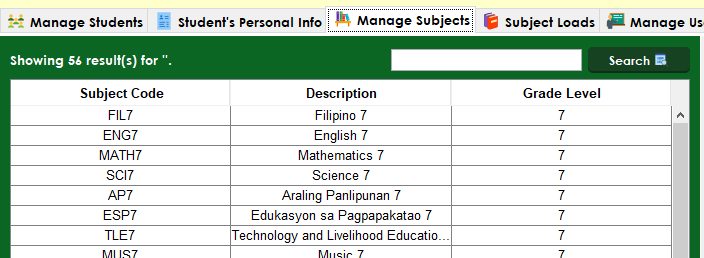 Manage Students Student's Personal Info Manage Subjects Subject Loads Manage Us
Showing 56 result(s) for ''. Search
Subject Code Description Grade Level
FIL7 Filipino 7 7
ENG7 English 7 7
MATH7 Mathematics 7 7
SCI7 Science 7 7
AP7 Araling Panlipunan 7 7
ESP7 Edukasyon sa Pagpapakatao 7 7
TLE7 Technology and Livelihood Educatio... 7
MUS7 Music 7 7